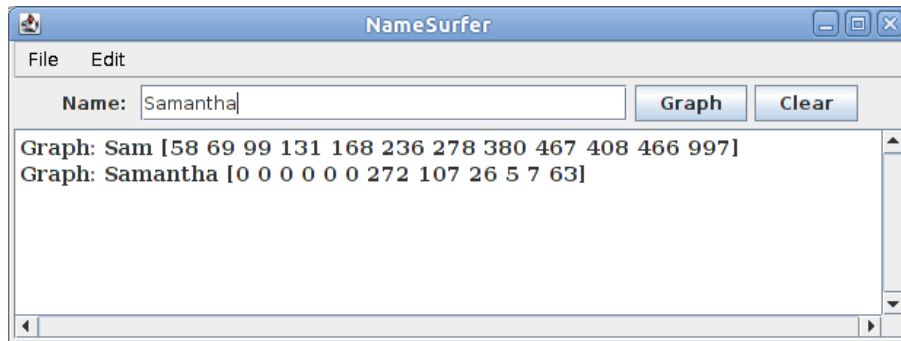 NameSurfer
File Edit
Name: Samantha Graph Clear
Graph: Sam [58 69 99 131 168 236 278 380 467 408 466 997]
Graph: Samantha [0 0 0 0 0 0 272 107 26 5 7 63]